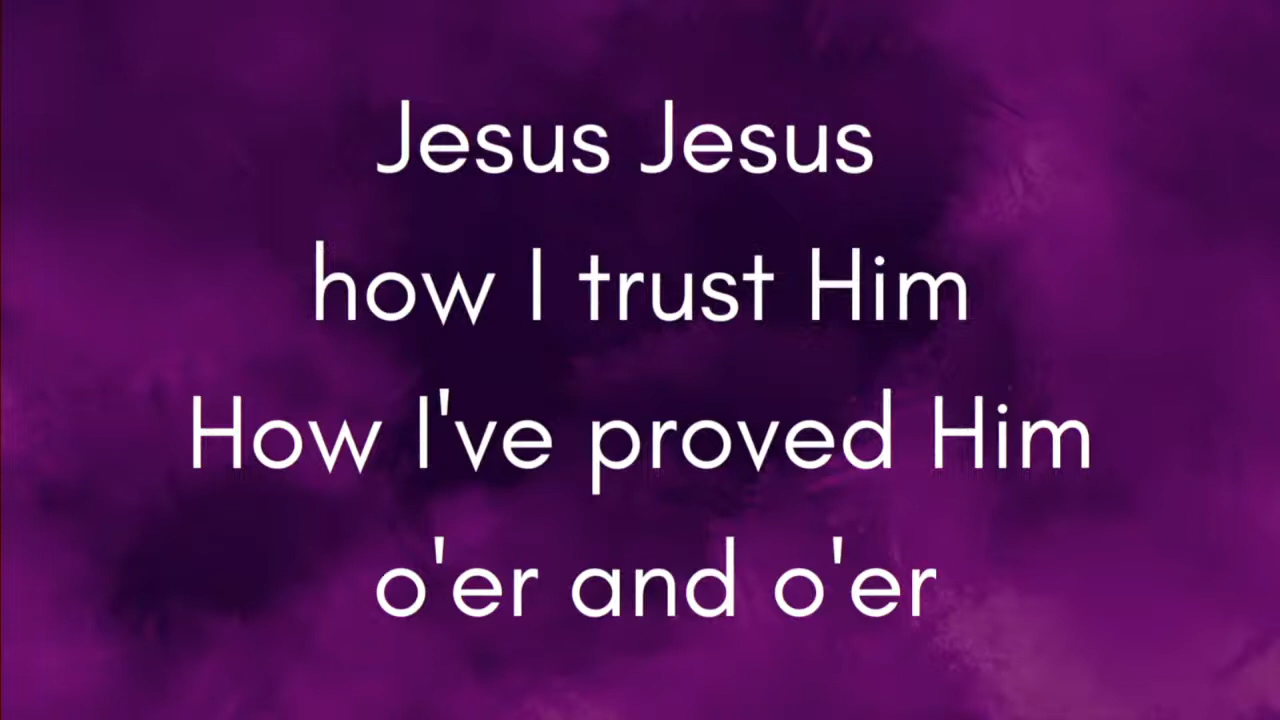 Jesus Jesus
how I trust Him
How I've proved Him
o'er and o'er